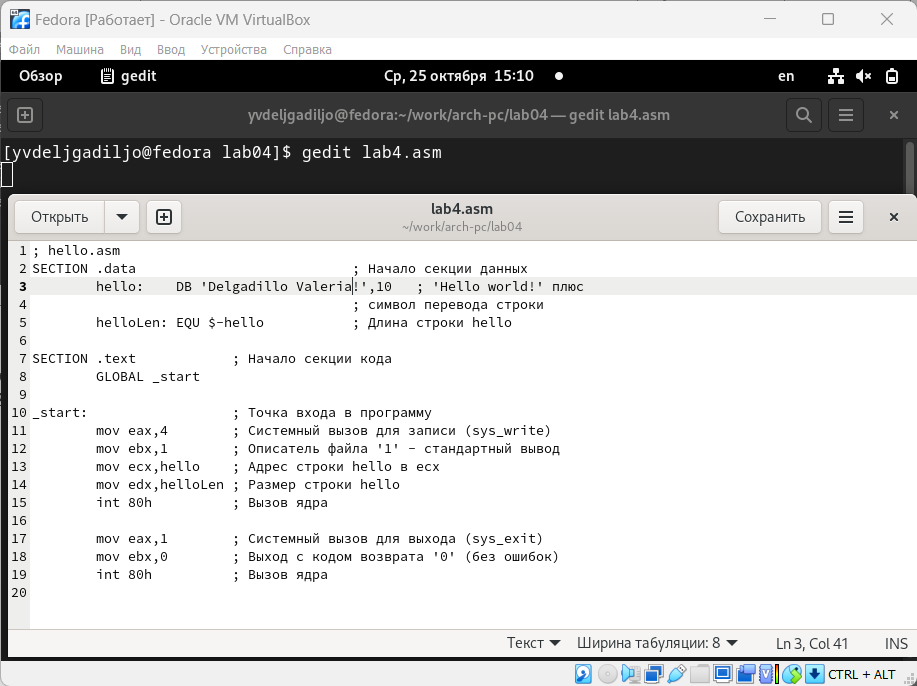 Fedora [Работает] - Oracle VM VirtualBox
Файл Машина Вид Ввод Устройства Справка
Обзор gedit Ср, 25 октября 15:10 en
yvdeljgadiljo@fedora:~/work/arch-pc/lab04 — gedit lab4.asm
[yvdeljgadiljo@fedora lab04]$ gedit lab4.asm
Открыть lab4.asm Сохранить
~/work/arch-pc/lab04
1 ; hello.asm
2 SECTION .data ; Начало секции данных
3 hello: DB 'Delgadillo Valeria!',10 ; 'Hello world!' плюс
4 ; символ перевода строки
5 helloLen: EQU $-hello ; Длина строки hello
6
7 SECTION .text ; Начало секции кода
8 GLOBAL _start
9
10 _start: ; Точка входа в программу
11 mov eax,4 ; Системный вызов для записи (sys_write)
12 mov ebx,1 ; Описатель файла '1' - стандартный вывод
13 mov ecx,hello ; Адрес строки hello в ecx
14 mov edx,helloLen ; Размер строки hello
15 int 80h ; Вызов ядра
16
17 mov eax,1 ; Системный вызов для выхода (sys_exit)
18 mov ebx,0 ; Выход с кодом возврата '0' (без ошибок)
19 int 80h ; Вызов ядра
20
Текст Ширина табуляции: 8 Ln 3, Col 41 INS
CTRL + ALT